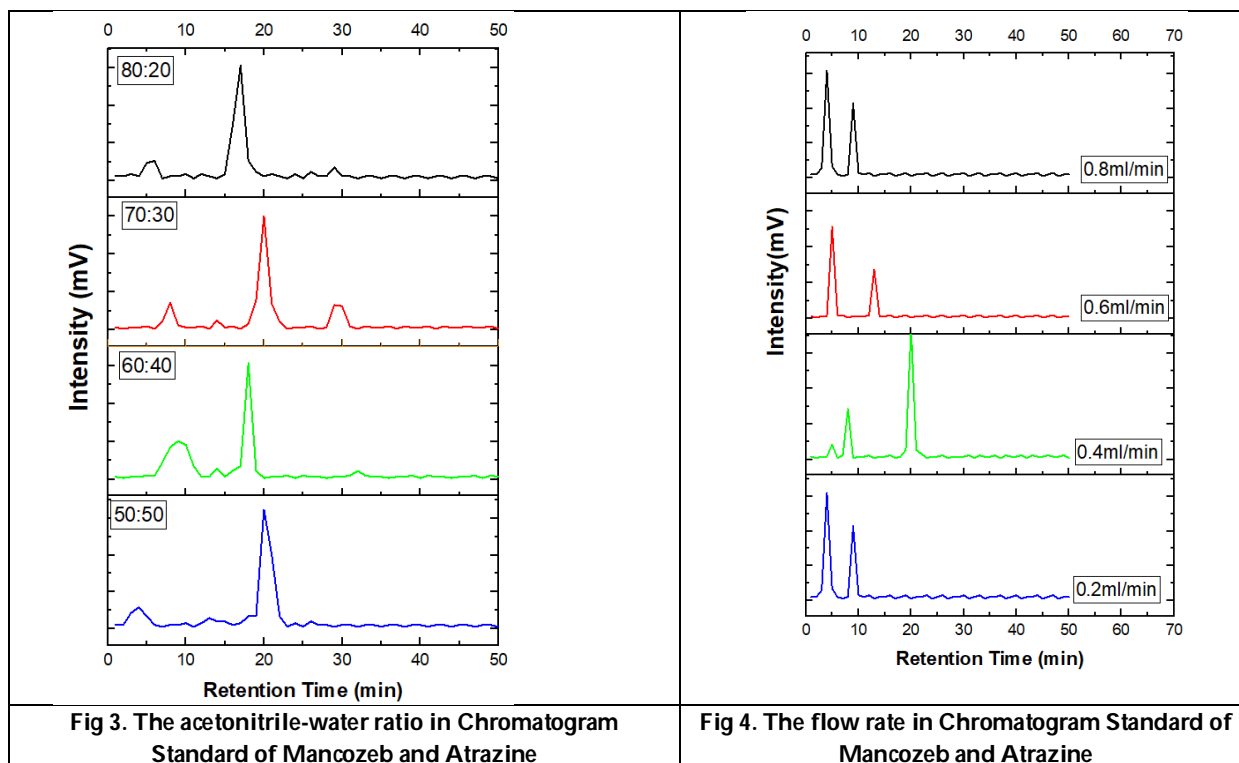 0 10 20 30 40 50
80:20
70:30
60:40
50:50
Intensity (mV)
0 10 20 30 40 50
Retention Time (min)
Fig 3. The acetonitrile-water ratio in Chromatogram
Standard of Mancozeb and Atrazine
0 10 20 30 40 50 60 70
0.8ml/min
0.6ml/min
0.4ml/min
0.2ml/min
Intensity(mV)
0 10 20 30 40 50 60 70
Retention Time (min)
Fig 4. The flow rate in Chromatogram Standard of
Mancozeb and Atrazine